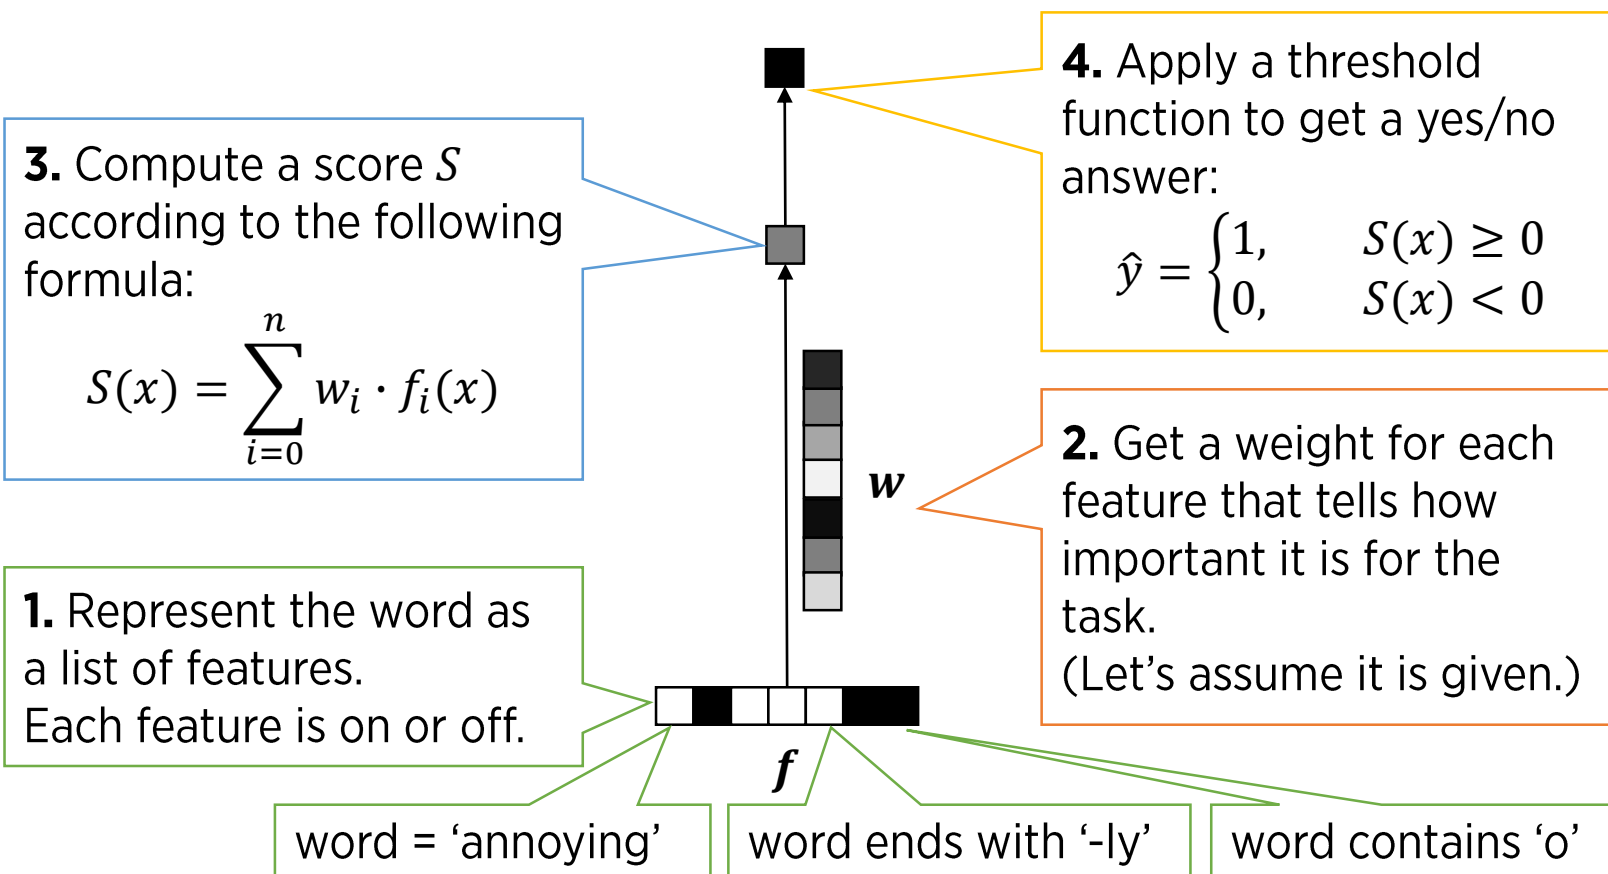 4. Apply a threshold
function to get a yes/no
answer:
ŷ = {1, S(x) ≥ 0
0, S(x) < 0
3. Compute a score S
according to the following
formula:
S(x) = ∑ⁿᵢ₌₀ wᵢ · fᵢ(x)
2. Get a weight for each
feature that tells how
important it is for the
task.
(Let’s assume it is given.)
w
1. Represent the word as
a list of features.
Each feature is on or off.
f
word = ‘annoying’
word ends with ‘-ly’
word contains ‘o’